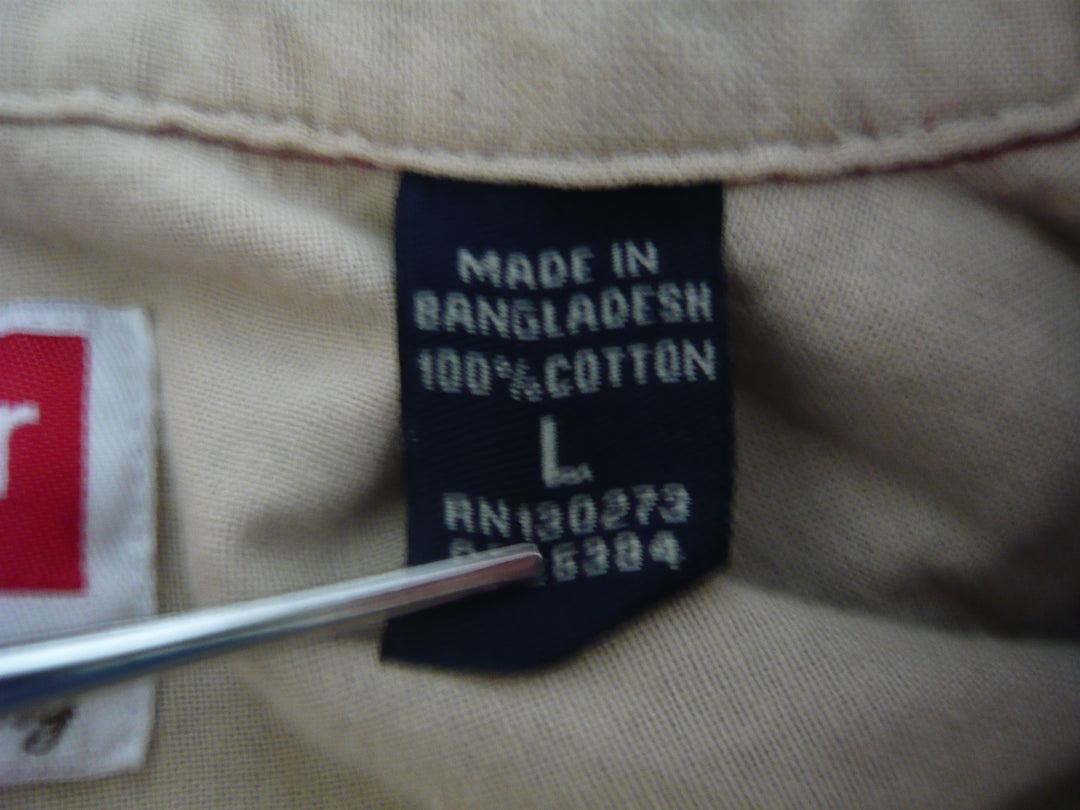 MADE IN
BANGLADESH
100% COTTON
L
RN130273
r